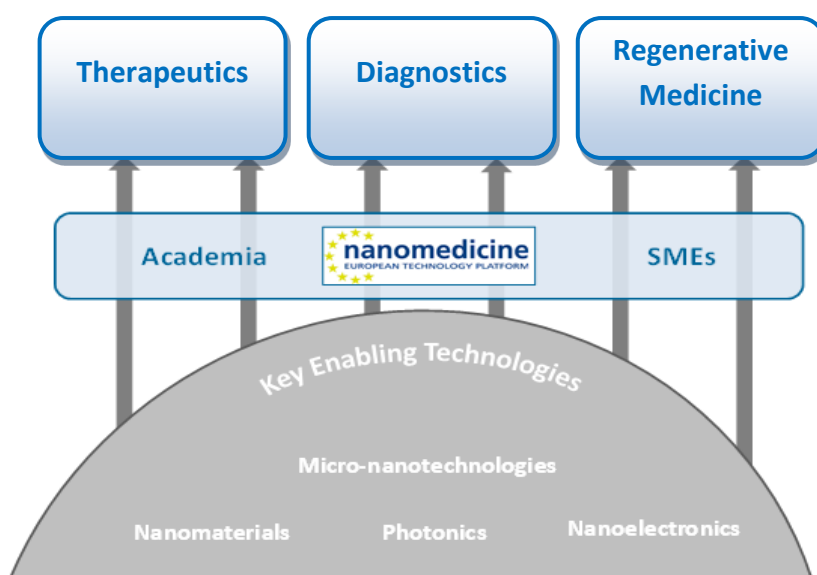 Therapeutics
Diagnostics
Regenerative
Medicine
Academia
nanomedicine
EUROPEAN TECHNOLOGY PLATFORM
SMEs
Key Enabling Technologies
Micro-nanotechnologies
Nanomaterials
Photonics
Nanoelectronics